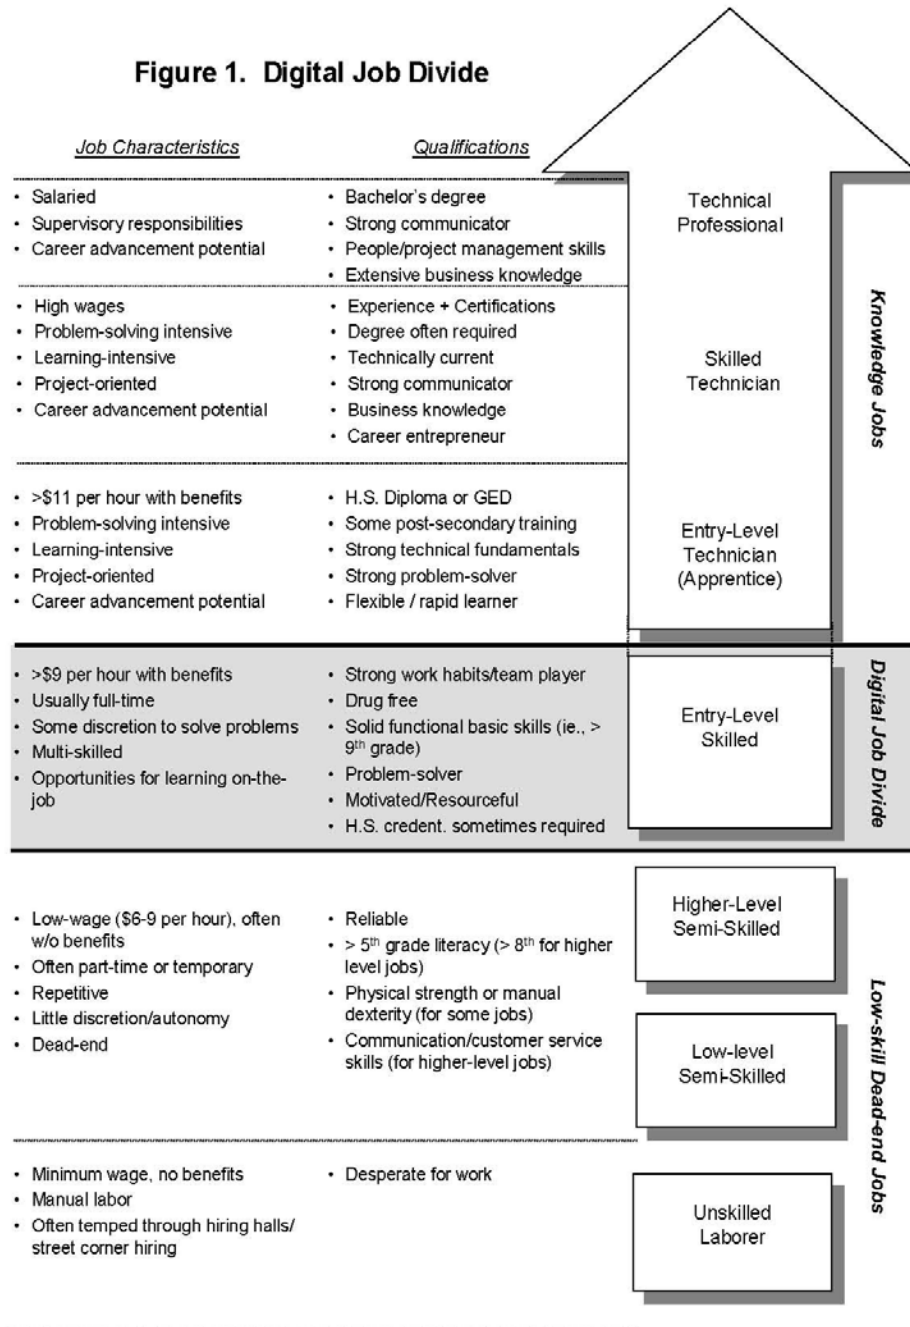 Figure 1. Digital Job Divide
Job Characteristics
Qualifications
• Salaried
• Supervisory responsibilities
• Career advancement potential
• Bachelor's degree
• Strong communicator
• People/project management skills
• Extensive business knowledge
Technical
Professional
• High wages
• Problem-solving intensive
• Learning-intensive
• Project-oriented
• Career advancement potential
• Experience + Certifications
• Degree often required
• Technically current
• Strong communicator
• Business knowledge
• Career entrepreneur
Skilled
Technician
• >$11 per hour with benefits
• Problem-solving intensive
• Learning-intensive
• Project-oriented
• Career advancement potential
• H.S. Diploma or GED
• Some post-secondary training
• Strong technical fundamentals
• Strong problem-solver
• Flexible / rapid learner
Entry-Level
Technician
(Apprentice)
Knowledge Jobs
• >$9 per hour with benefits
• Usually full-time
• Some discretion to solve problems
• Multi-skilled
• Opportunities for learning on-the-
job
• Strong work habits/team player
• Drug free
• Solid functional basic skills (ie., >
9th grade)
• Problem-solver
• Motivated/Resourceful
• H.S. credent. sometimes required
Entry-Level
Skilled
Digital Job Divide
• Low-wage ($6-9 per hour), often
w/o benefits
• Often part-time or temporary
• Repetitive
• Little discretion/autonomy
• Dead-end
• Reliable
• > 5th grade literacy (> 8th for higher
level jobs)
• Physical strength or manual
dexterity (for some jobs)
• Communication/customer service
skills (for higher-level jobs)
Higher-Level
Semi-Skilled
Low-level
Semi-Skilled
• Minimum wage, no benefits
• Manual labor
• Often temped through hiring halls/
street corner hiring
• Desperate for work
Unskilled
Laborer
Low-skill Dead-end Jobs